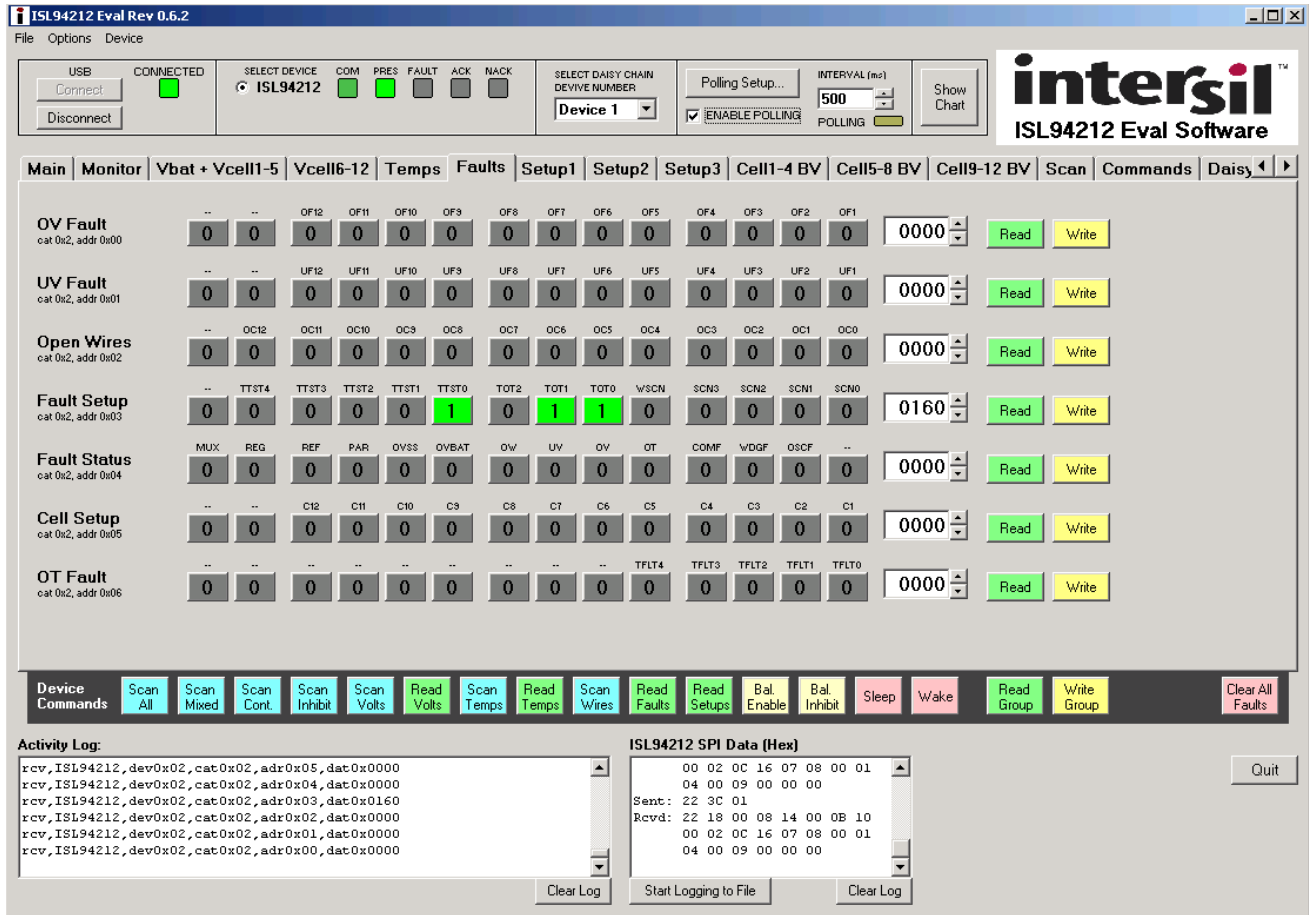 ISL94212 Eval Rev 0.6.2
File Options Device
USB
Connect
Disconnect
CONNECTED
SELECT DEVICE
ISL94212
COM PRES FAULT ACK NACK
SELECT DAISY CHAIN
DEVIVE NUMBER
Device 1
Polling Setup...
ENABLE POLLING
INTERVAL (ms)
500
POLLING
Show
Chart
intersil™
ISL94212 Eval Software
Main Monitor Vbat + Vcell1-5 Vcell6-12 Temps Faults Setup1 Setup2 Setup3 Cell1-4 BV Cell5-8 BV Cell9-12 BV Scan Commands Daisy
-- -- OF12 OF11 OF10 OF9 OF8 OF7 OF6 OF5 OF4 OF3 OF2 OF1
OV Fault 0 0 0 0 0 0 0 0 0 0 0 0 0 0 0000 Read Write
cat 0x2, addr 0x00
-- -- UF12 UF11 UF10 UF9 UF8 UF7 UF6 UF5 UF4 UF3 UF2 UF1
UV Fault 0 0 0 0 0 0 0 0 0 0 0 0 0 0 0000 Read Write
cat 0x2, addr 0x01
-- OC12 OC11 OC10 OC9 OC8 OC7 OC6 OC5 OC4 OC3 OC2 OC1 OC0
Open Wires 0 0 0 0 0 0 0 0 0 0 0 0 0 0 0000 Read Write
cat 0x2, addr 0x02
-- TTST4 TTST3 TTST2 TTST1 TTST0 TOT2 TOT1 TOT0 WSCN SCN3 SCN2 SCN1 SCN0
Fault Setup 0 0 0 0 0 1 0 1 1 0 0 0 0 0 0160 Read Write
cat 0x2, addr 0x03
MUX REG REF PAR OVSS OVBAT OW UV OV OT COMF WDGF OSCF --
Fault Status 0 0 0 0 0 0 0 0 0 0 0 0 0 0 0000 Read Write
cat 0x2, addr 0x04
-- -- C12 C11 C10 C9 C8 C7 C6 C5 C4 C3 C2 C1
Cell Setup 0 0 0 0 0 0 0 0 0 0 0 0 0 0 0000 Read Write
cat 0x2, addr 0x05
-- -- -- -- -- -- -- -- -- TFLT4 TFLT3 TFLT2 TFLT1 TFLT0
OT Fault 0 0 0 0 0 0 0 0 0 0 0 0 0 0 0000 Read Write
cat 0x2, addr 0x06
Device
Commands
Scan
All
Scan
Mixed
Scan
Cont.
Scan
Inhibit
Scan
Volts
Read
Volts
Scan
Temps
Read
Temps
Scan
Wires
Read
Faults
Read
Setups
Bal.
Enable
Bal.
Inhibit
Sleep
Wake
Read
Group
Write
Group
Clear All
Faults
Activity Log:
rcv,ISL94212,dev0x02,cat0x02,adr0x05,dat0x0000
rcv,ISL94212,dev0x02,cat0x02,adr0x04,dat0x0000
rcv,ISL94212,dev0x02,cat0x02,adr0x03,dat0x0160
rcv,ISL94212,dev0x02,cat0x02,adr0x02,dat0x0000
rcv,ISL94212,dev0x02,cat0x02,adr0x01,dat0x0000
rcv,ISL94212,dev0x02,cat0x02,adr0x00,dat0x0000
Clear Log
ISL94212 SPI Data (Hex)
00 02 0C 16 07 08 00 01
04 00 09 00 00 00
Sent: 22 3C 01
Rcvd: 22 18 00 08 14 00 0B 10
00 02 0C 16 07 08 00 01
04 00 09 00 00 00
Start Logging to File
Clear Log
Quit